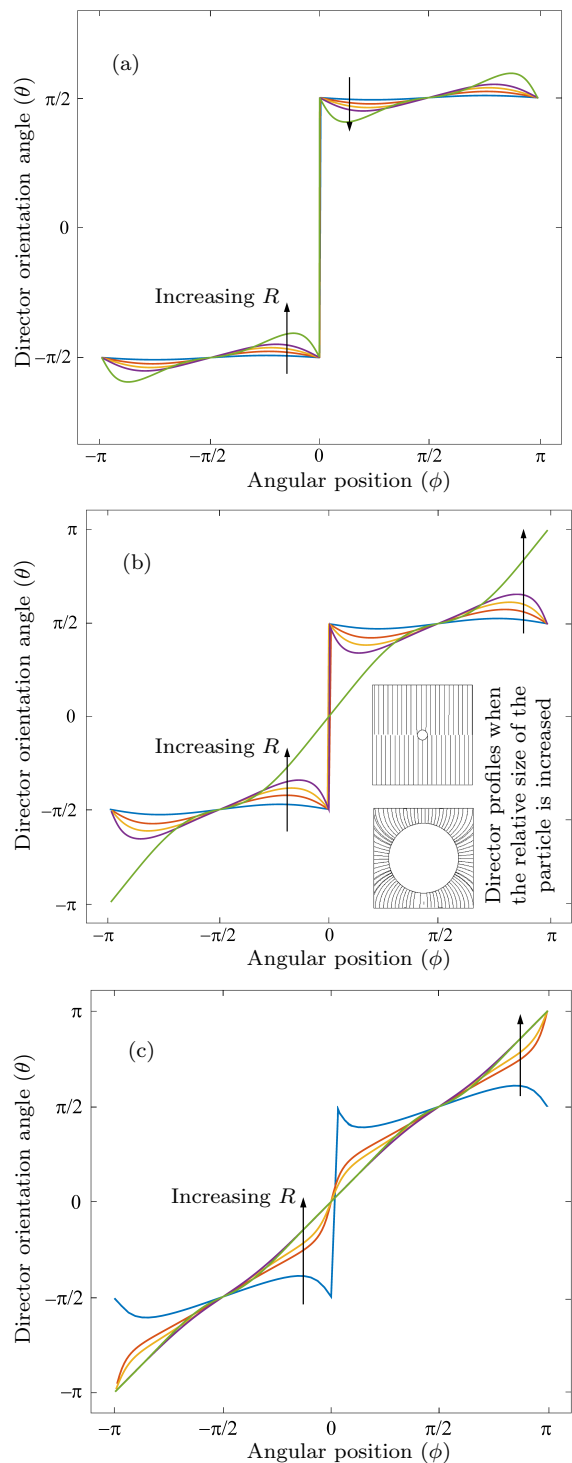 (a)
Director orientation angle (θ)
π/2
0
−π/2
Increasing R
−π
−π/2
0
π/2
π
Angular position (ϕ)
(b)
Director orientation angle (θ)
π
π/2
0
−π/2
−π
Increasing R
Director profiles when
the relative size of the
particle is increased
−π
−π/2
0
π/2
π
Angular position (ϕ)
(c)
Director orientation angle (θ)
π
π/2
0
−π/2
−π
Increasing R
−π
−π/2
0
π/2
π
Angular position (ϕ)